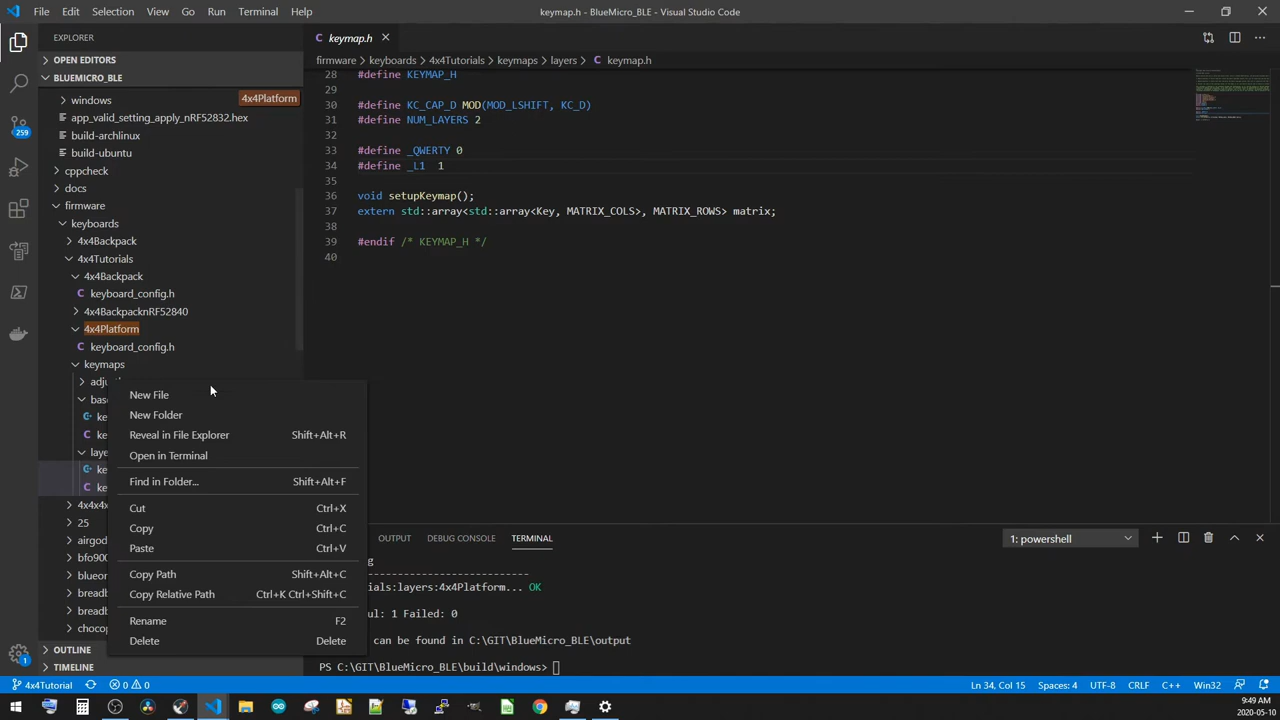 File Edit Selection View Go Run Terminal Help
keymap.h - BlueMicro_BLE - Visual Studio Code
EXPLORER
OPEN EDITORS
BLUEMICRO_BLE
windows
4x4Platform
app_valid_setting_apply_nRF52832.hex
build-archlinux
build-ubuntu
cppcheck
docs
firmware
keyboards
4x4Backpack
4x4Tutorials
4x4Backpack
keyboard_config.h
4x4BackpacknRF52840
4x4Platform
keyboard_config.h
keymaps
259
1
New File
New Folder
Reveal in File Explorer Shift+Alt+R
Open in Terminal
Find in Folder... Shift+Alt+F
Cut Ctrl+X
Copy Ctrl+C
Paste Ctrl+V
Copy Path Shift+Alt+C
Copy Relative Path Ctrl+K Ctrl+Shift+C
Rename F2
Delete Delete
4x4x4x
25
OUTLINE
TIMELINE
keymap.h
firmware > keyboards > 4x4Tutorials > keymaps > layers > keymap.h
28 #define KEYMAP_H
29
30 #define KC_CAP_D MOD(MOD_LSHIFT, KC_D)
31 #define NUM_LAYERS 2
32
33 #define _QWERTY 0
34 #define _L1 1
35
36 void setupKeymap();
37 extern std::array<std::array<Key, MATRIX_COLS>, MATRIX_ROWS> matrix;
38
39 #endif /* KEYMAP_H */
40
OUTPUT DEBUG CONSOLE TERMINAL
1: powershell
ials:layers:4x4Platform... OK
ul: 1 Failed: 0
can be found in C:\GIT\BlueMicro_BLE\output
PS C:\GIT\BlueMicro_BLE\build\windows>
4x4Tutorial 0 0
Ln 34, Col 15 Spaces: 4 UTF-8 CRLF C++ Win32
9:49 AM
2020-05-10